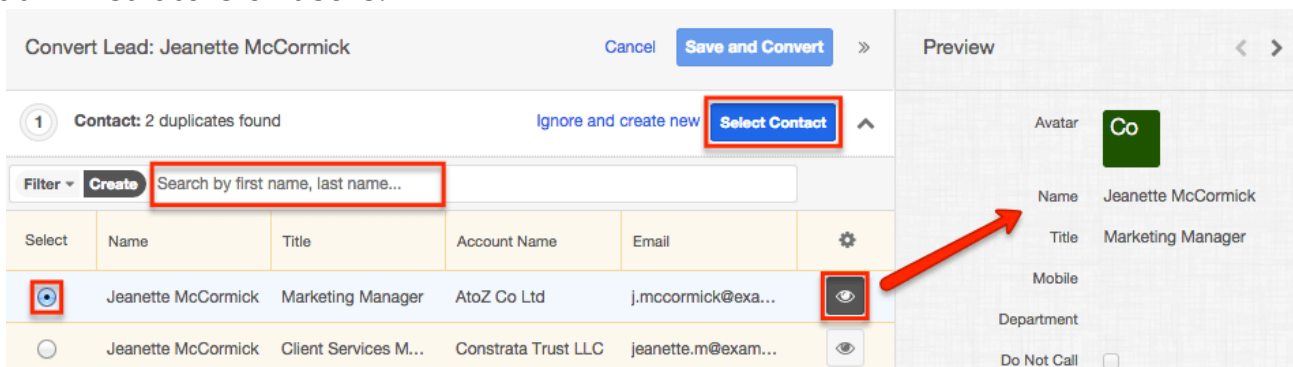 Convert Lead: Jeanette McCormick Cancel Save and Convert »
1 Contact: 2 duplicates found Ignore and create new Select Contact
Filter Create Search by first name, last name...
Select Name Title Account Name Email
Jeanette McCormick Marketing Manager AtoZ Co Ltd j.mccormick@exa...
Jeanette McCormick Client Services M... Constrata Trust LLC jeanette.m@exam...
Preview
Avatar Co
Name Jeanette McCormick
Title Marketing Manager
Mobile
Department
Do Not Call